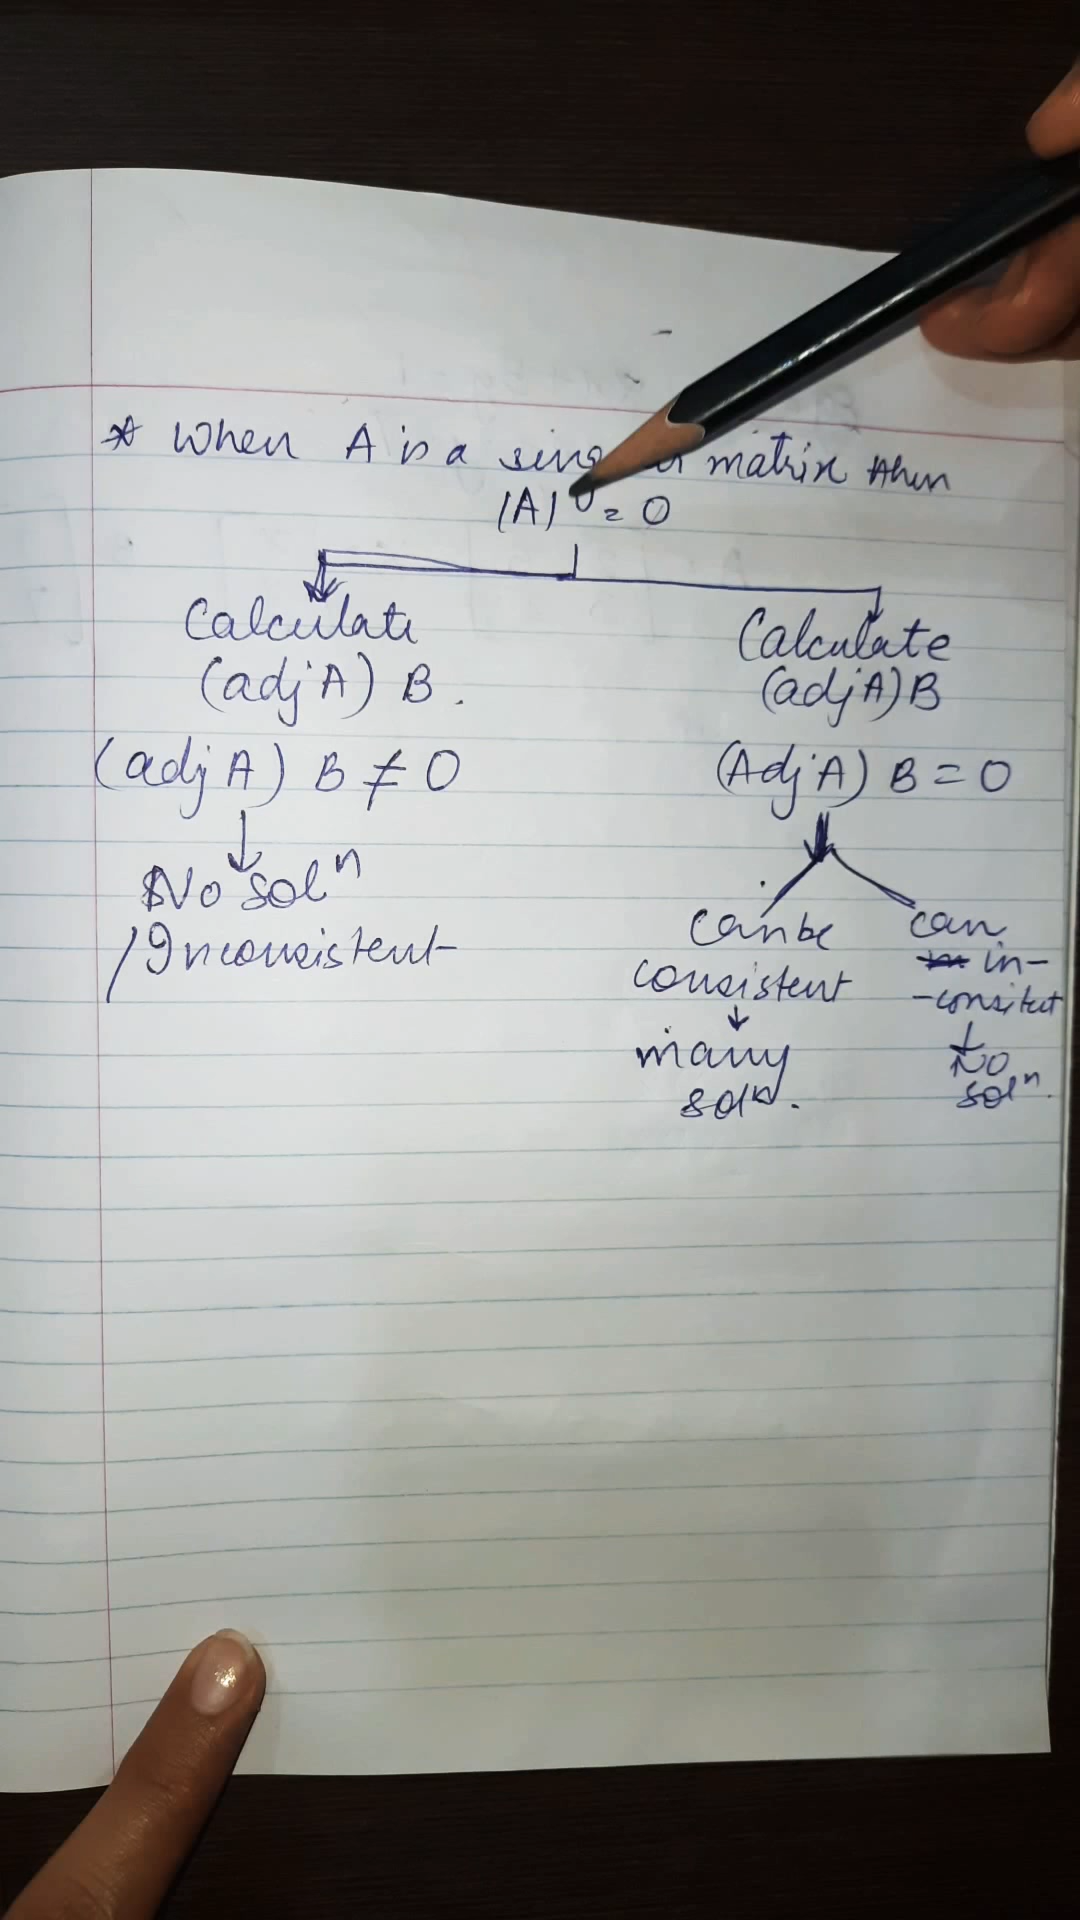 * When A is a matrix then
|A| = 0
Calculate
(adj A) B.
(adj A) B ≠ 0
No solⁿ
/Inconsistent
Calculate
(adj A) B
(Adj A) B = 0
can be
consistent
many
solⁿ.
can
in-
-consitent
No
solⁿ.